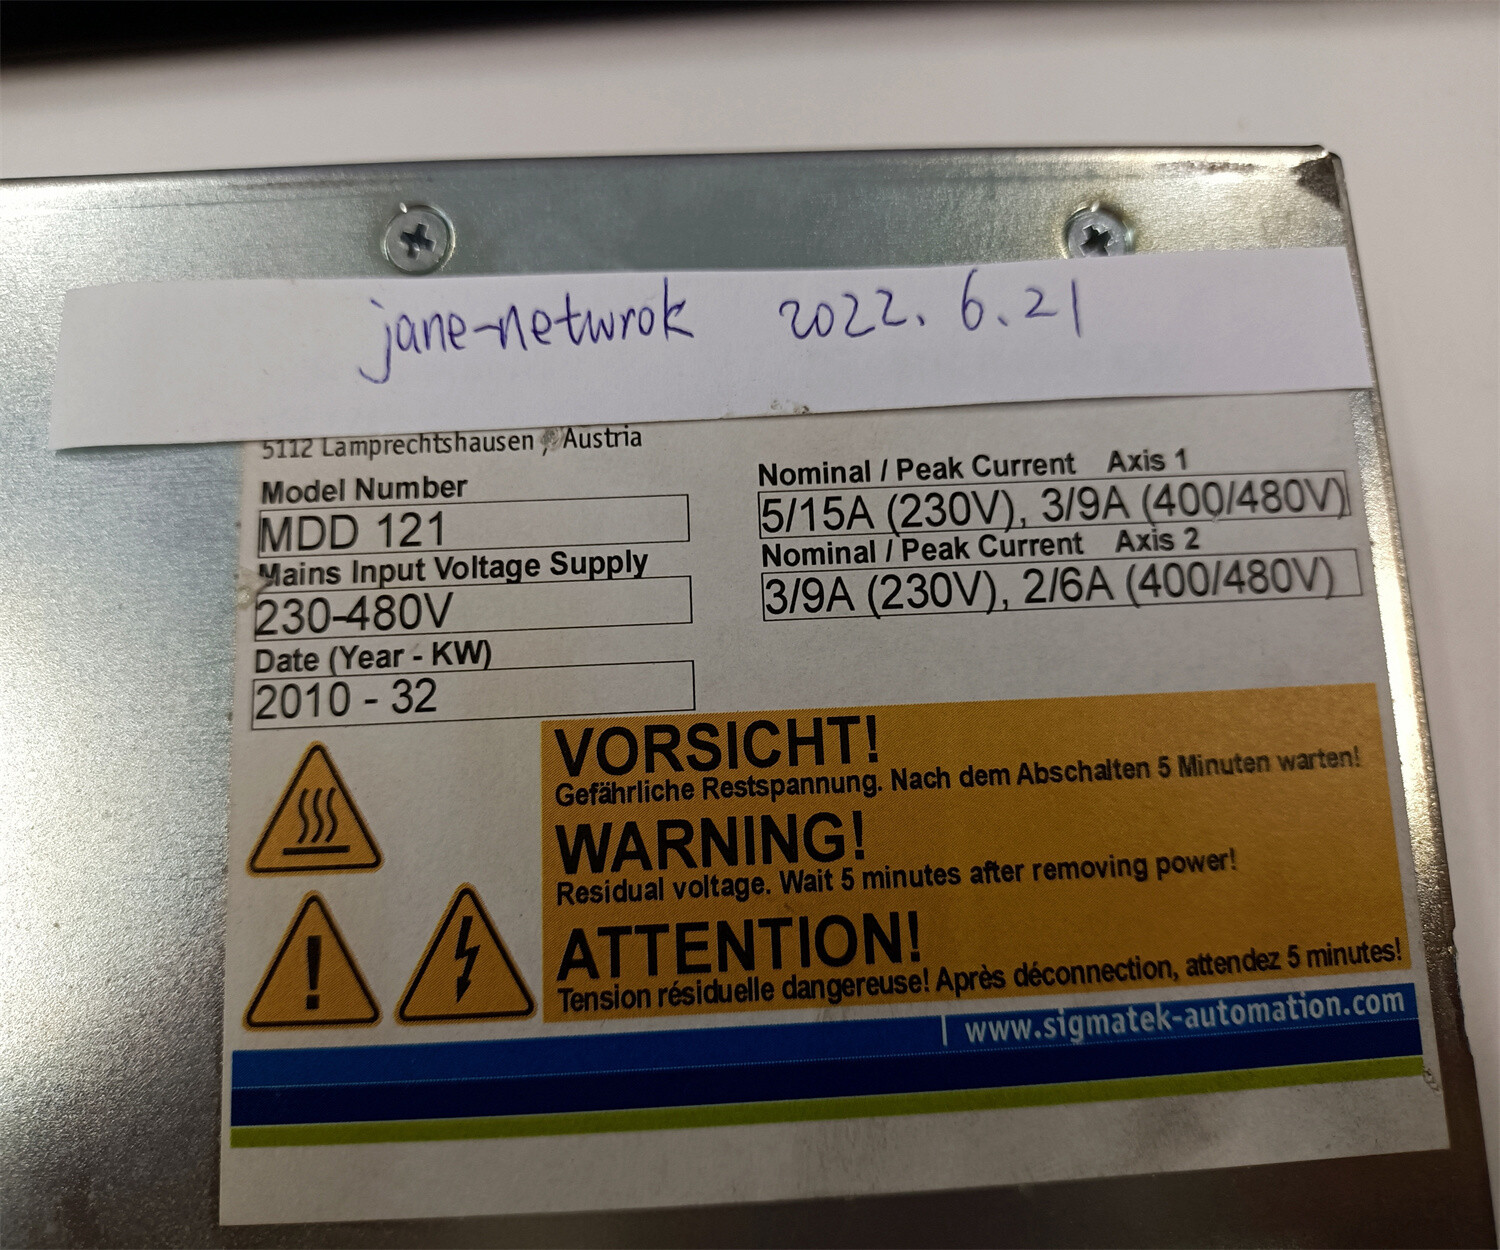 jane-netwrok 2022.6.21
5112 Lamprechtshausen, Austria
Model Number
MDD 121
Mains Input Voltage Supply
230-480V
Date (Year - KW)
2010 - 32
Nominal / Peak Current Axis 1
5/15A (230V), 3/9A (400/480V)
Nominal / Peak Current Axis 2
3/9A (230V), 2/6A (400/480V)
VORSICHT!
Gefährliche Restspannung. Nach dem Abschalten 5 Minuten warten!
WARNING!
Residual voltage. Wait 5 minutes after removing power!
ATTENTION!
Tension résiduelle dangereuse! Après déconnection, attendez 5 minutes!
| www.sigmatek-automation.com